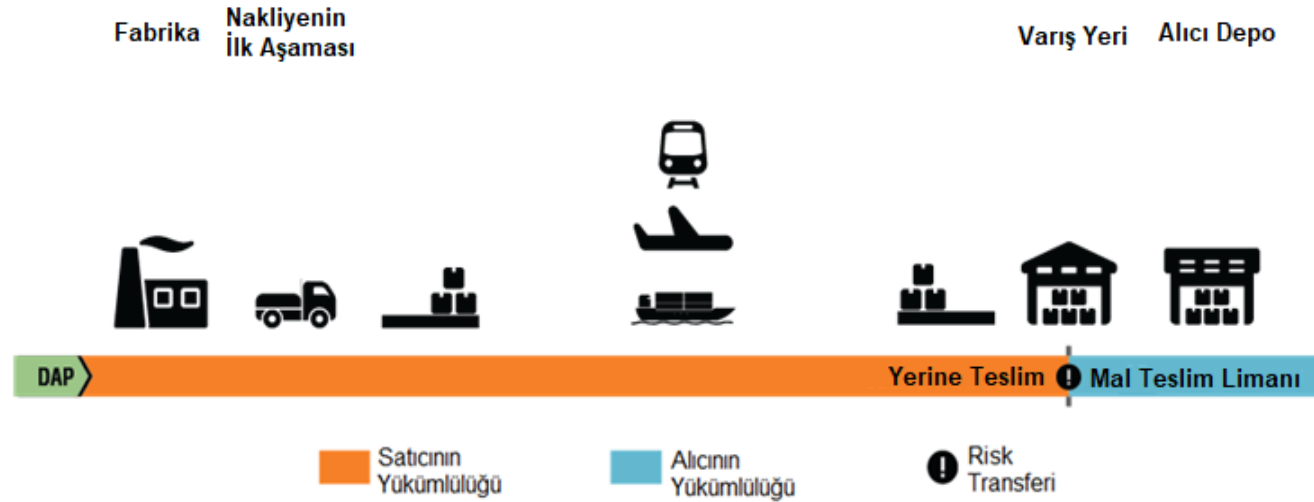 Fabrika
Nakliyenin
İlk Aşaması
Varış Yeri
Alıcı Depo
DAP
Yerine Teslim
Mal Teslim Limanı
Satıcının
Yükümlülüğü
Alıcının
Yükümlülüğü
Risk
Transferi